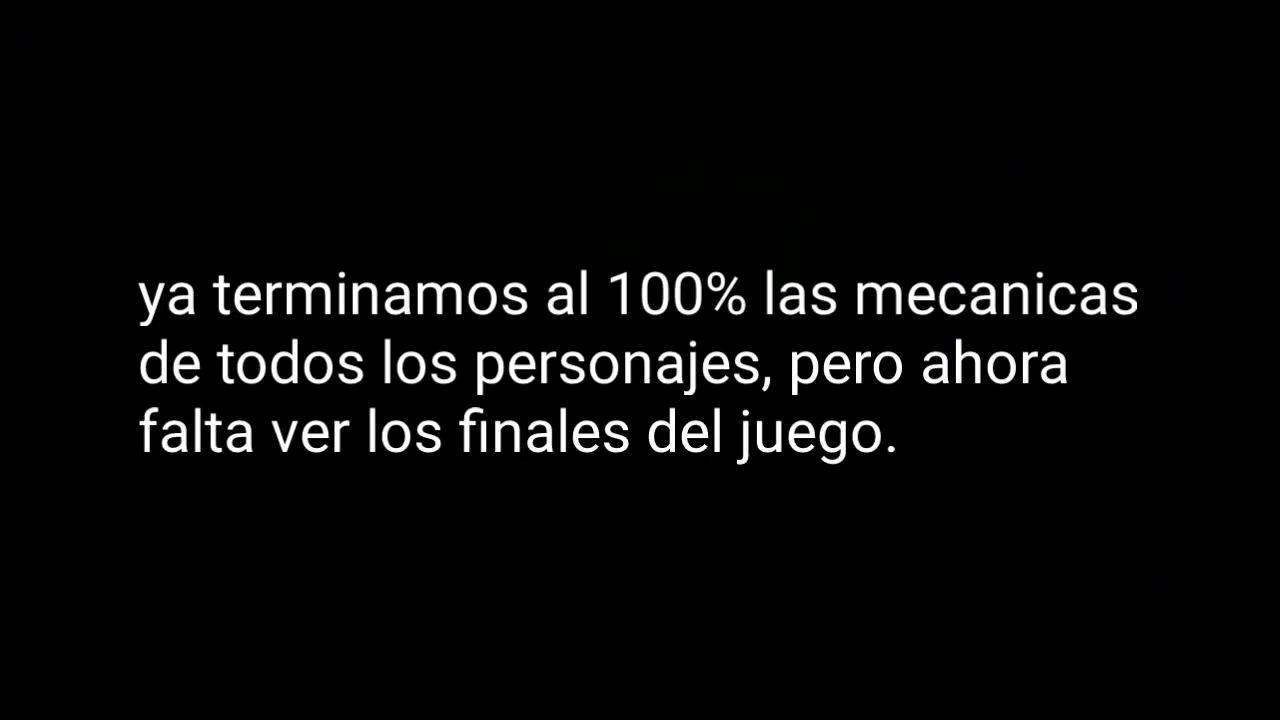 ya terminamos al 100% las mecanicas
de todos los personajes, pero ahora
falta ver los finales del juego.